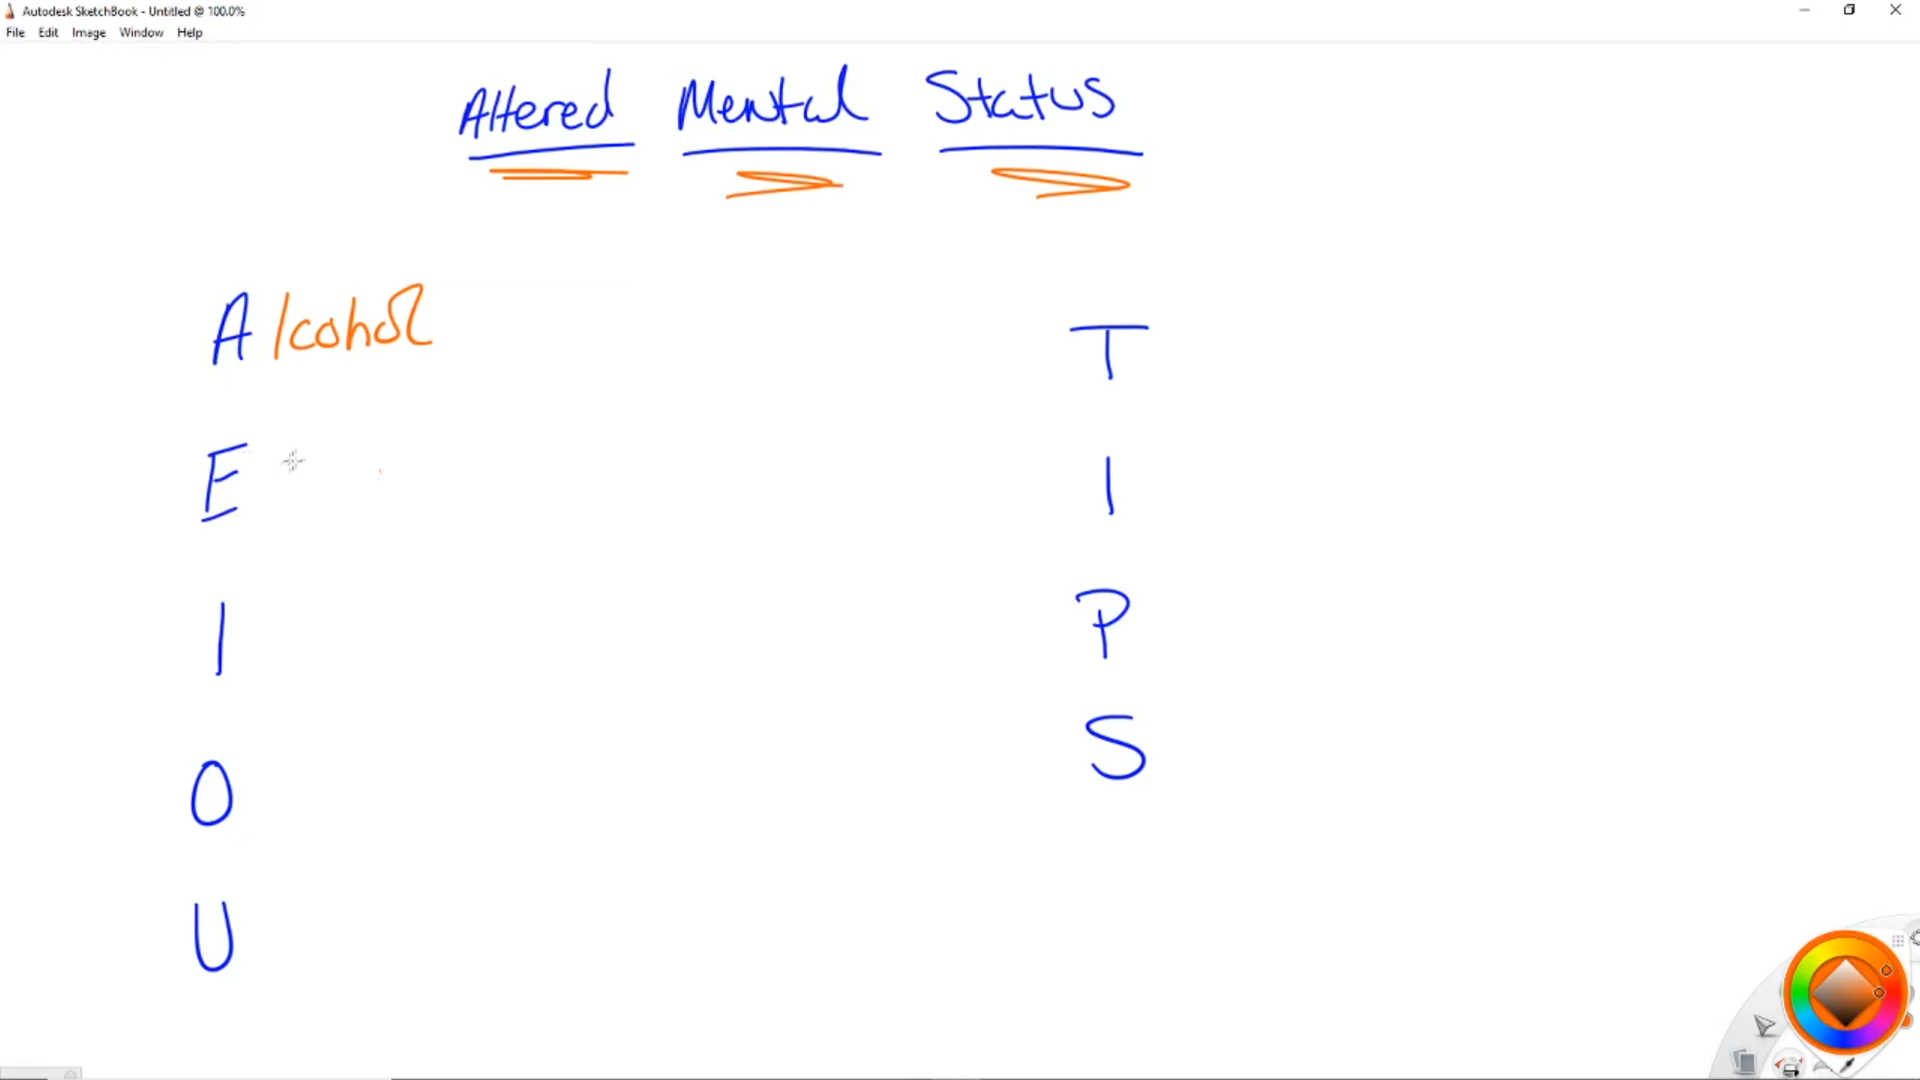 Autodesk SketchBook - Untitled @ 100.0%
File Edit Image Window Help
Altered Mental Status
Alcohol
E
I
O
U
T
I
P
S